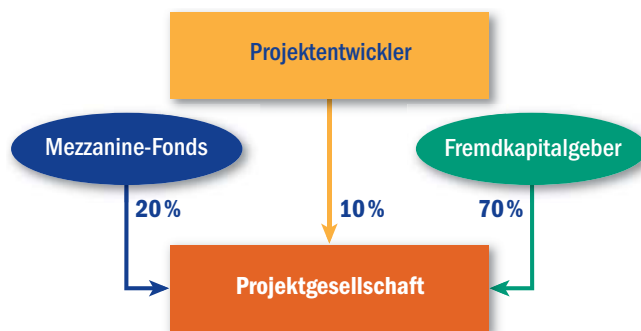 Projektentwickler
Mezzanine-Fonds
Fremdkapitalgeber
20 %
10 %
70 %
Projektgesellschaft